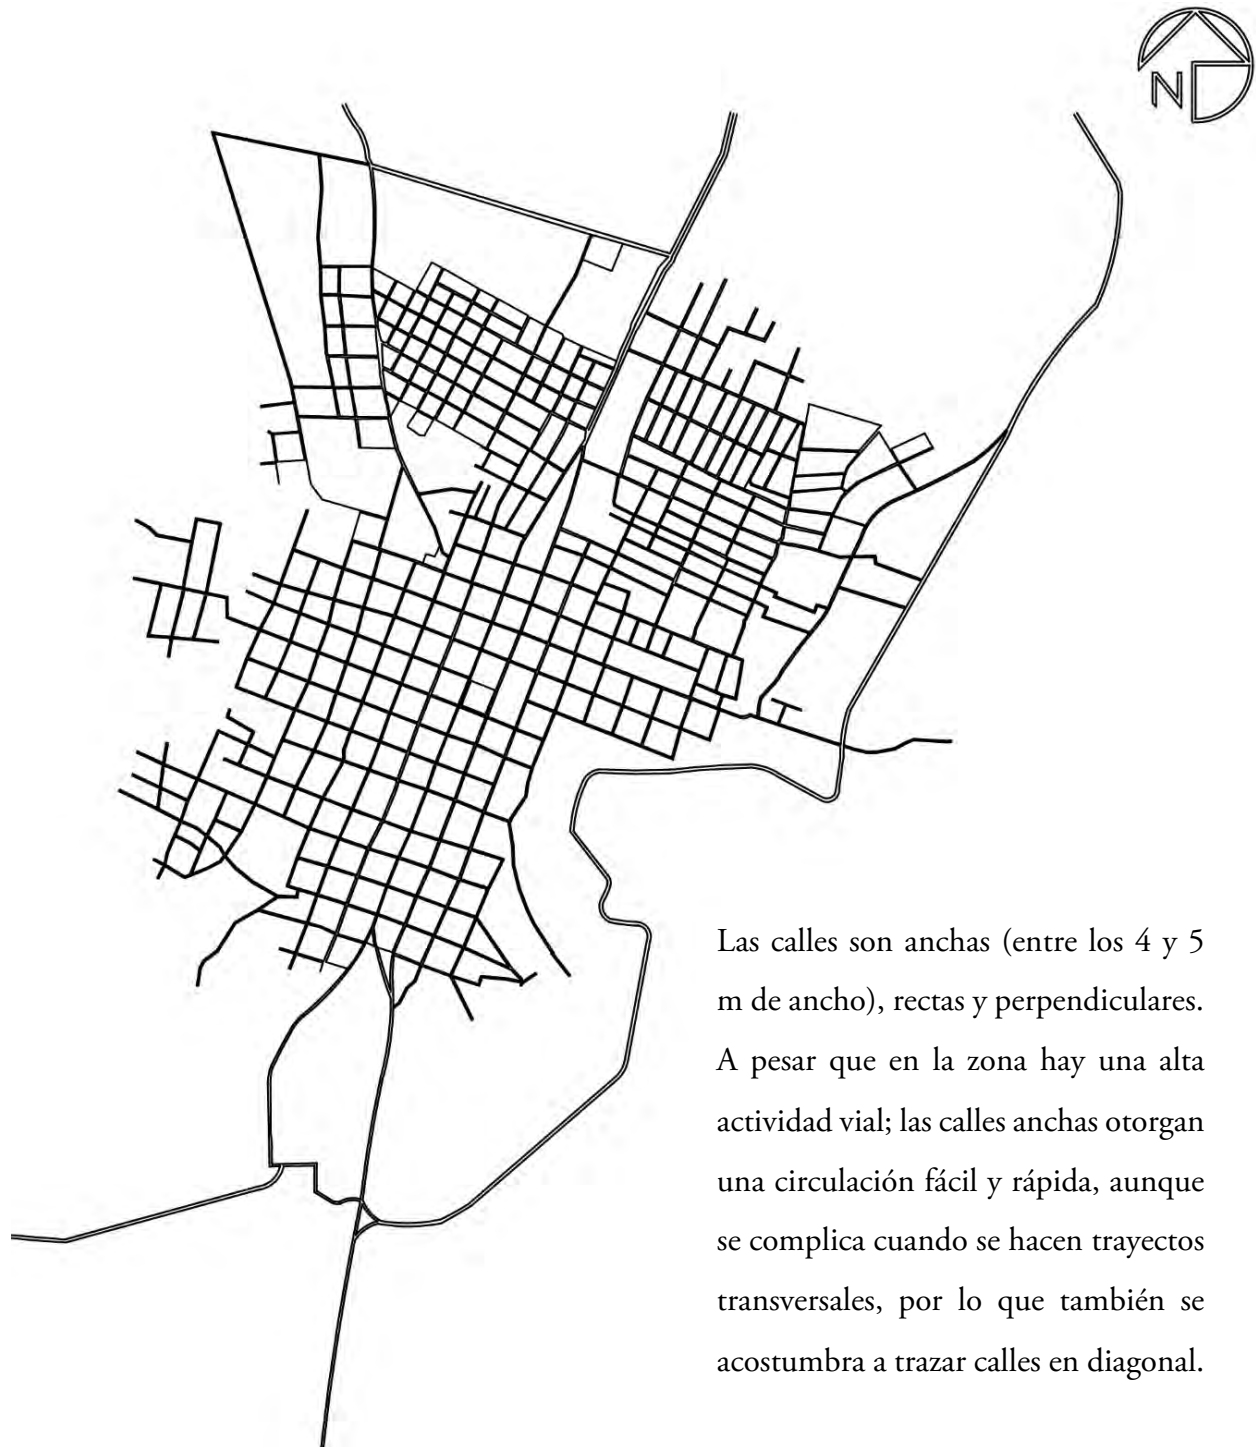 N
Las calles son anchas (entre los 4 y 5
m de ancho), rectas y perpendiculares.
A pesar que en la zona hay una alta
actividad vial; las calles anchas otorgan
una circulación fácil y rápida, aunque
se complica cuando se hacen trayectos
transversales, por lo que también se
acostumbra a trazar calles en diagonal.